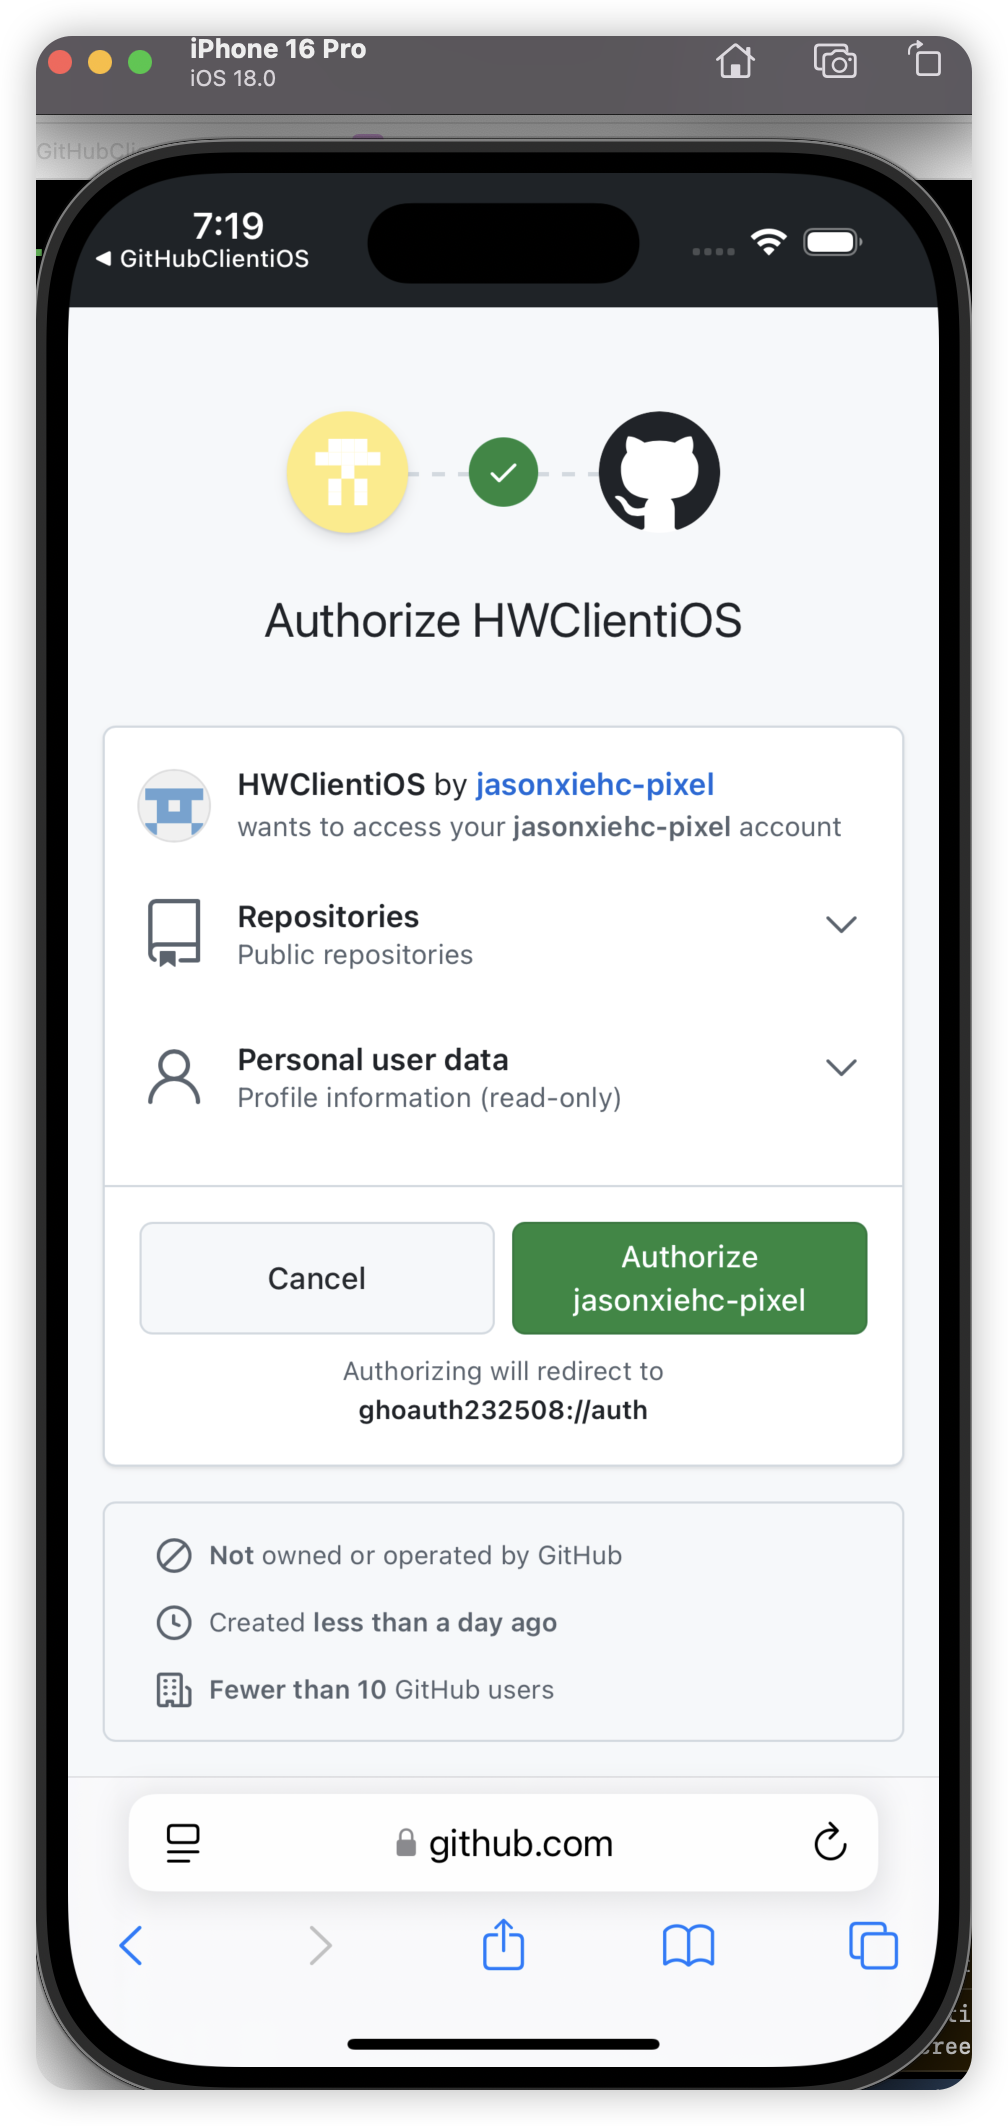 iPhone 16 Pro
iOS 18.0
GitHubClie
7:19
◀ GitHubClientiOS
Authorize HWClientiOS
HWClientiOS by jasonxiehc-pixel
wants to access your jasonxiehc-pixel account
Repositories
Public repositories
Personal user data
Profile information (read-only)
Cancel
Authorize
jasonxiehc-pixel
Authorizing will redirect to
ghoauth232508://auth
Not owned or operated by GitHub
Created less than a day ago
Fewer than 10 GitHub users
github.com